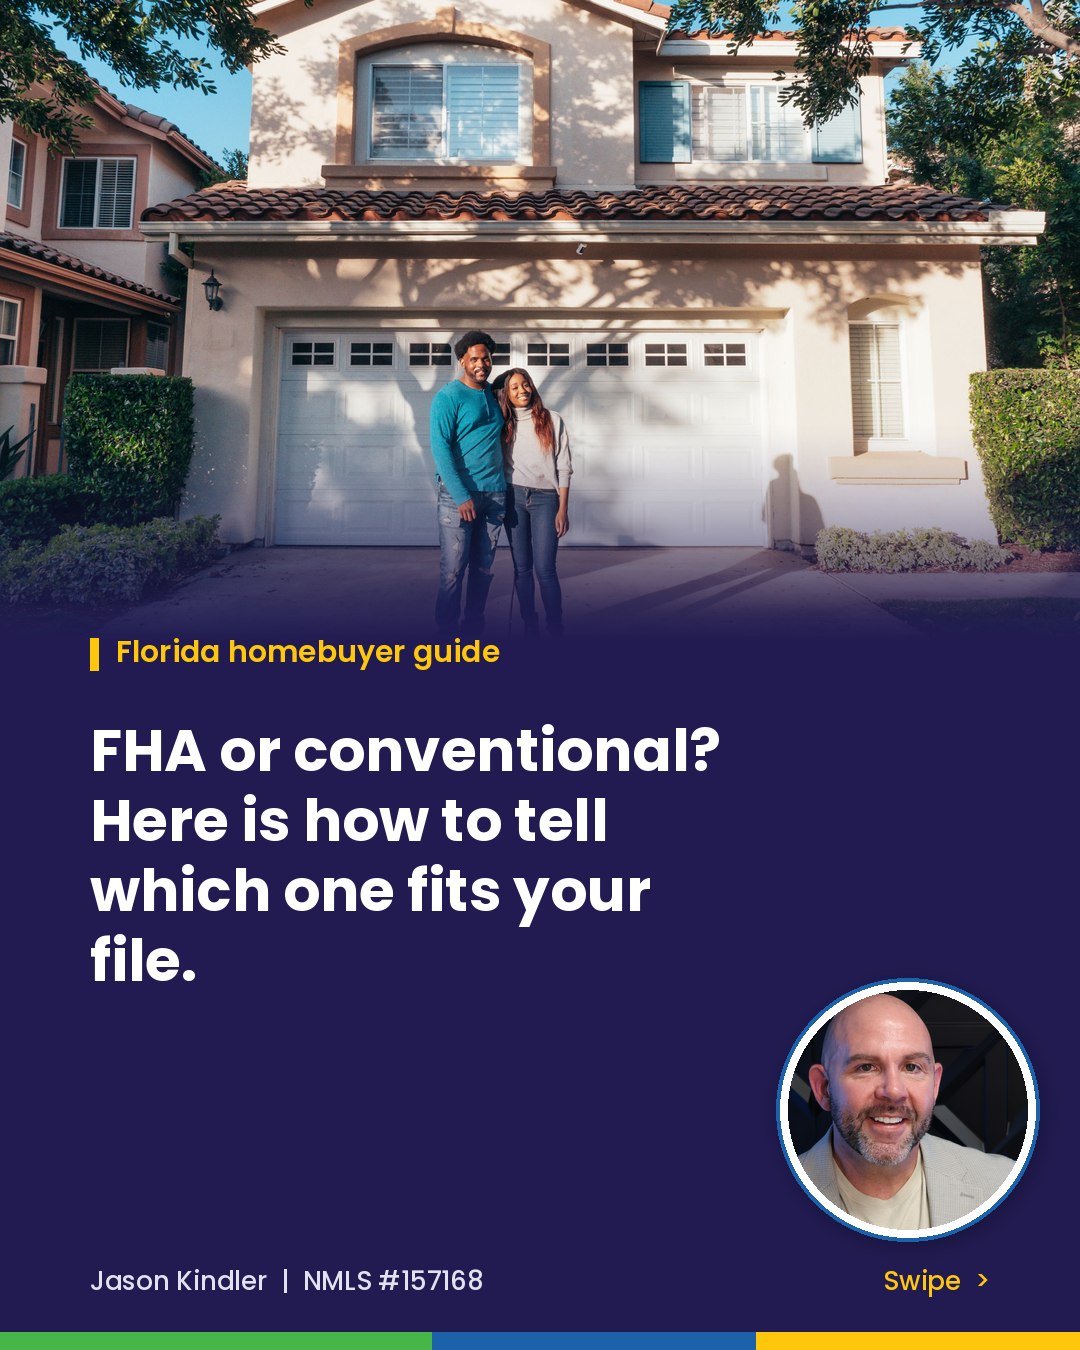 Florida homebuyer guide
FHA or conventional?
Here is how to tell
which one fits your
file.
Jason Kindler | NMLS #157168
Swipe >